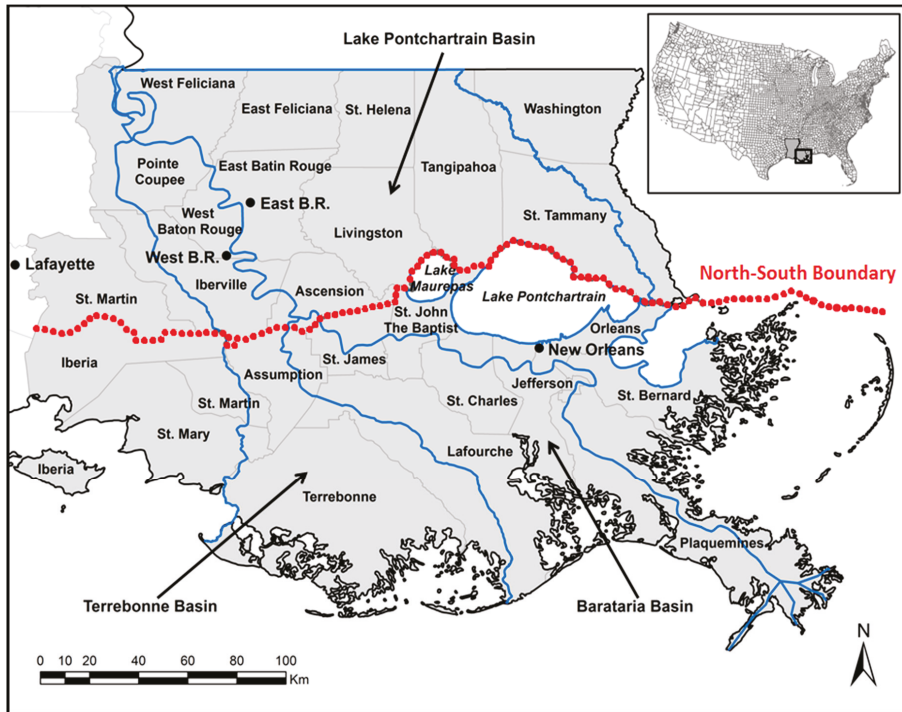 Lake Pontchartrain Basin
West Feliciana
East Feliciana
St. Helena
Washington
Tangipahoa
Pointe
Coupee
East Batin Rouge
East B.R.
West
Baton Rouge
St. Tammany
Livingston
West B.R.
Lafayette
Iberville
Lake
Maurepas
North-South Boundary
St. Martin
Ascension
Lake Pontchartrain
St. John
The Baptist
Orleans
New Orleans
Iberia
St. James
Assumption
Jefferson
St. Charles
St. Bernard
St. Martin
St. Mary
Lafourche
Iberia
Terrebonne
Plaquemmes
Terrebonne Basin
Barataria Basin
N
0 10 20 40 60 80 100
Km